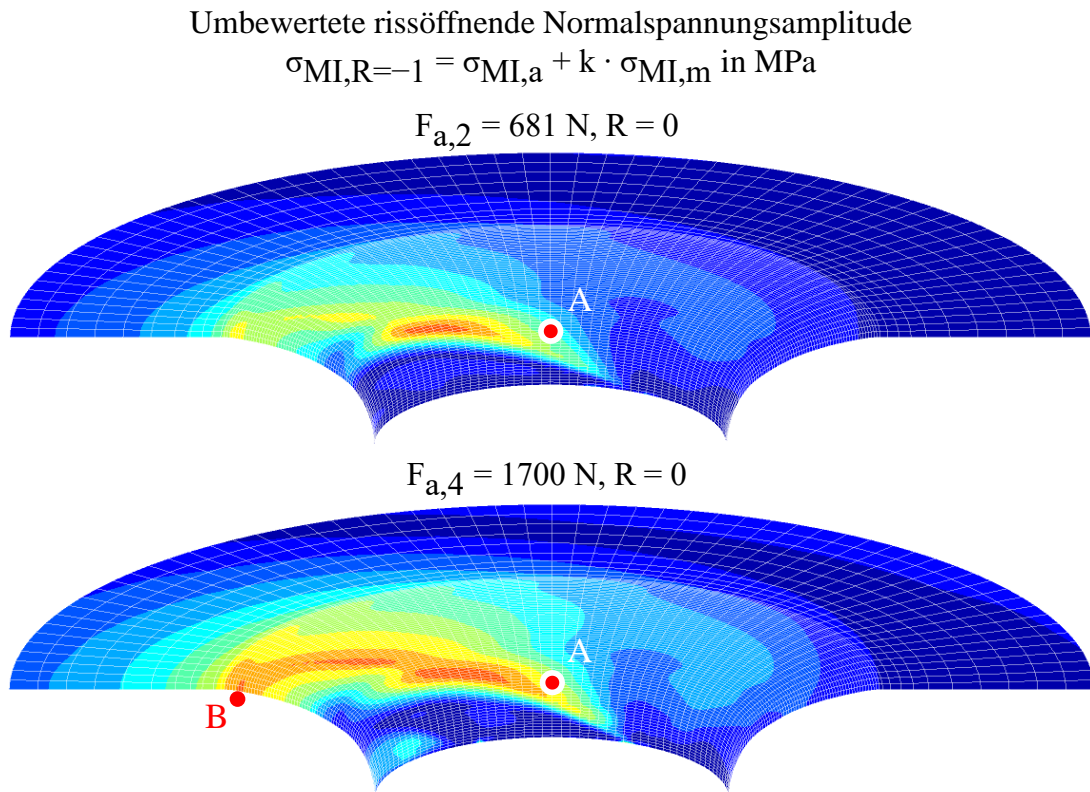 Umbewertete rissöffnende Normalspannungsamplitude
σMI,R=−1 = σMI,a + k · σMI,m in MPa
Fa,2 = 681 N, R = 0
A
Fa,4 = 1700 N, R = 0
A
B